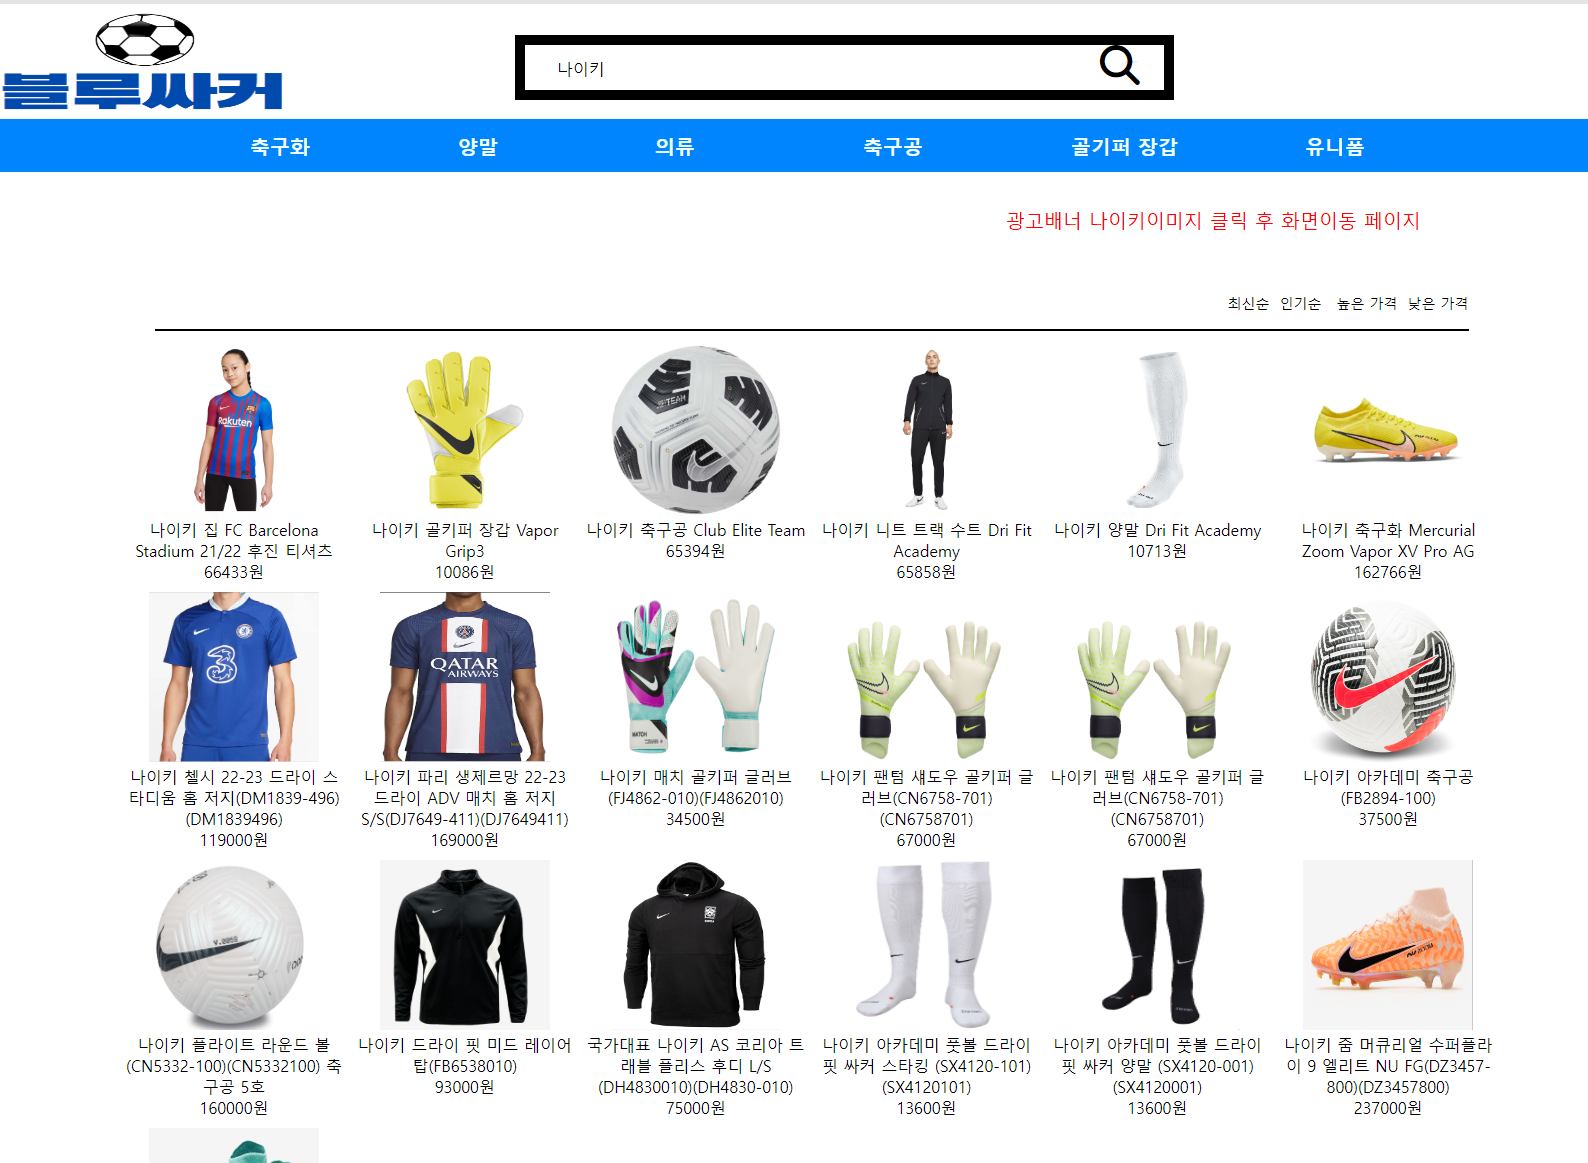 블루싸커
나이키
축구화 양말 의류 축구공 골기퍼 장갑 유니폼
광고배너 나이키이미지 클릭 후 화면이동 페이지
최신순 인기순 높은 가격 낮은 가격
Rakuten
TEAM
나이키 집 FC Barcelona
Stadium 21/22 후진 티셔츠
66433원
나이키 골키퍼 장갑 Vapor
Grip3
10086원
나이키 축구공 Club Elite Team
65394원
나이키 니트 트랙 수트 Dri Fit
Academy
65858원
나이키 양말 Dri Fit Academy
10713원
나이키 축구화 Mercurial
Zoom Vapor XV Pro AG
162766원
3
QATAR
AIRWAYS
MATCH
나이키 첼시 22-23 드라이 스
타디움 홈 저지(DM1839-496)
(DM1839496)
119000원
나이키 파리 생제르망 22-23
드라이 ADV 매치 홈 저지
S/S(DJ7649-411)(DJ7649411)
169000원
나이키 매치 골키퍼 글러브
(FJ4862-010)(FJ4862010)
34500원
나이키 팬텀 섀도우 골키퍼 글
러브(CN6758-701)
(CN6758701)
67000원
나이키 팬텀 섀도우 골키퍼 글
러브(CN6758-701)
(CN6758701)
67000원
나이키 아카데미 축구공
(FB2894-100)
37500원
나이키 플라이트 라운드 볼
(CN5332-100)(CN5332100) 축
구공 5호
160000원
나이키 드라이 핏 미드 레이어
탑(FB6538010)
93000원
국가대표 나이키 AS 코리아 트
래블 플리스 후디 L/S
(DH4830010)(DH4830-010)
75000원
나이키 아카데미 풋볼 드라이
핏 싸커 스타킹 (SX4120-101)
(SX4120101)
13600원
나이키 아카데미 풋볼 드라이
핏 싸커 양말 (SX4120-001)
(SX4120001)
13600원
나이키 줌 머큐리얼 수퍼플라
이 9 엘리트 NU FG(DZ3457-
800)(DZ3457800)
237000원